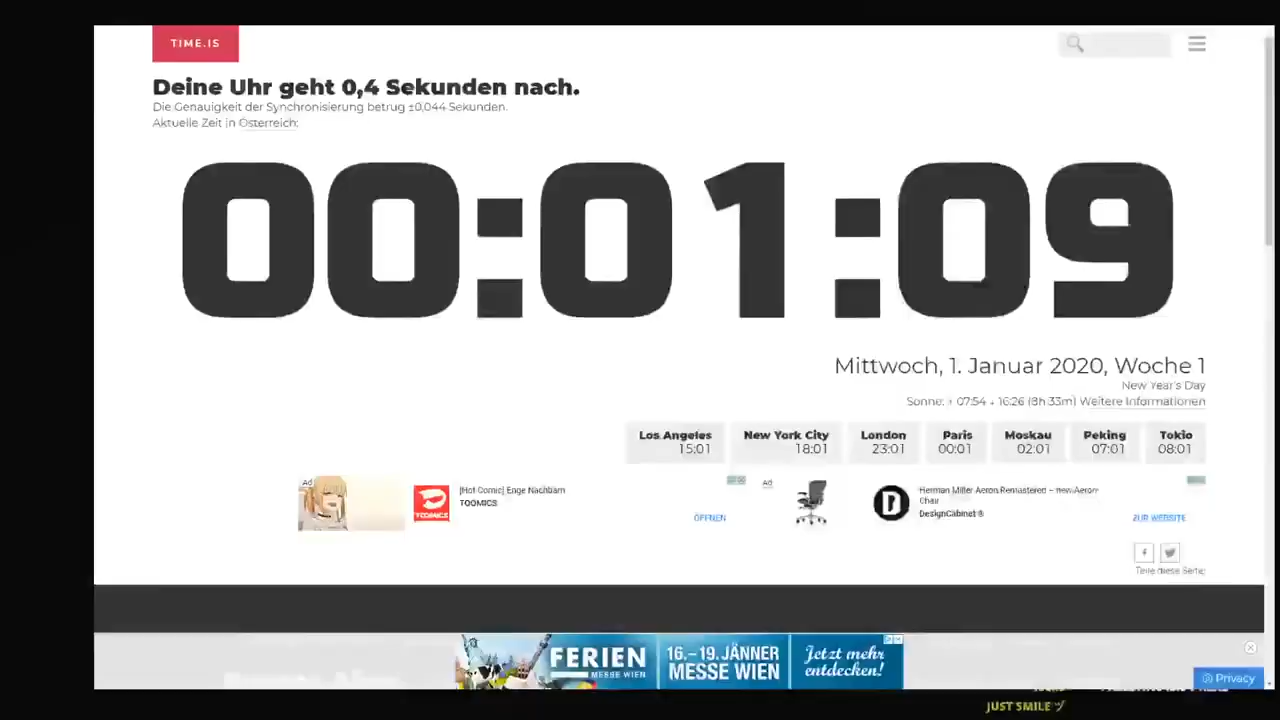 TIME.IS
Deine Uhr geht 0,4 Sekunden nach.
Die Genauigkeit der Synchronisierung betrug ±0,044 Sekunden.
Aktuelle Zeit in Österreich:
00:01:09
Mittwoch, 1. Januar 2020, Woche 1
New Year's Day
Sonne: ↑ 07:54 ↓ 16:26 (8h 33m) Weitere Informationen
Los Angeles New York City London Paris Moskau Peking Tokio
15:01 18:01 23:01 00:01 02:01 07:01 08:01
Ad [Hot Comic] Enge Nachbarn
TOOMICS
TOOMICS
ÖFFNEN
Ad Herman Miller Aeron Remastered – new Aeron
Chair
DesignCabinet ®
ZUR WEBSITE
Teile diese Seite:
FERIEN
MESSE WIEN
16.–19. JÄNNER
MESSE WIEN
Jetzt mehr
entdecken!
Privacy
JUST SMILE ツ